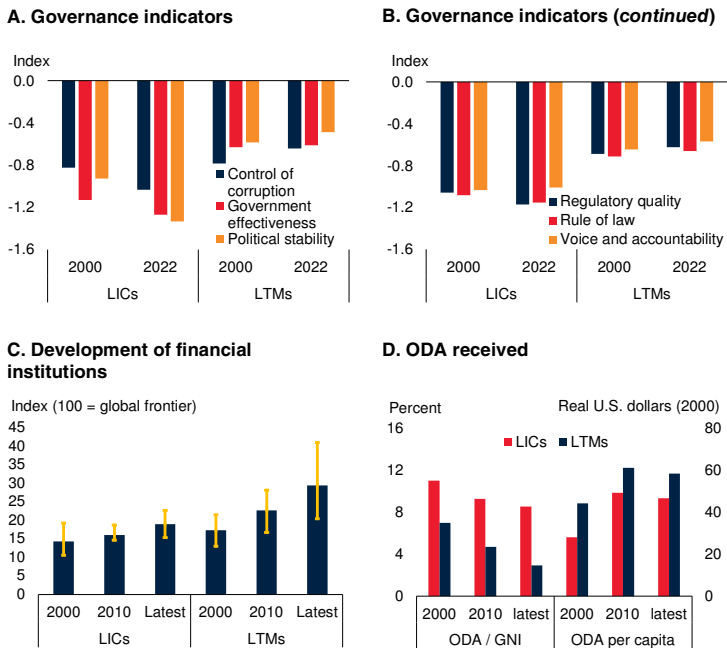 A. Governance indicators
Index
0.0
-0.4
-0.8
-1.2
-1.6
Control of
corruption
Government
effectiveness
Political stability
2000 2022 2000 2022
LICs LTMs
B. Governance indicators (continued)
Index
0.0
-0.4
-0.8
-1.2
-1.6
Regulatory quality
Rule of law
Voice and accountability
2000 2022 2000 2022
LICs LTMs
C. Development of financial
institutions
Index (100 = global frontier)
45
40
35
30
25
20
15
10
5
0
2000 2010 Latest 2000 2010 Latest
LICs LTMs
D. ODA received
Percent Real U.S. dollars (2000)
16 80
LICs LTMs
12 60
8 40
4 20
0 0
2000 2010 latest 2000 2010 latest
ODA / GNI ODA per capita